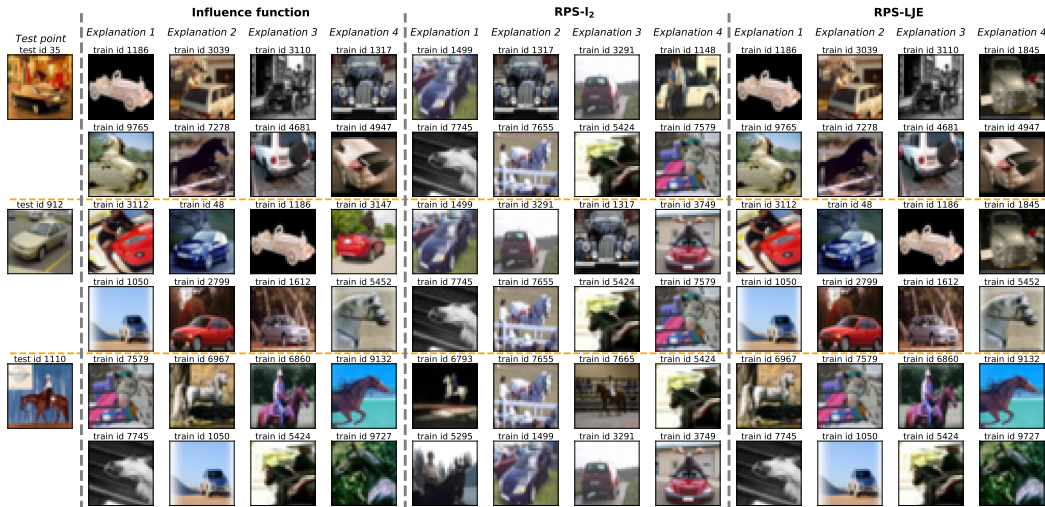 Influence function RPS-l2 RPS-LJE
Test point Explanation 1 Explanation 2 Explanation 3 Explanation 4 Explanation 1 Explanation 2 Explanation 3 Explanation 4 Explanation 1 Explanation 2 Explanation 3 Explanation 4
test id 35 train id 1186 train id 3039 train id 3110 train id 1317 train id 1499 train id 1317 train id 3291 train id 1148 train id 1186 train id 3039 train id 3110 train id 1845
train id 9765 train id 7278 train id 4681 train id 4947 train id 7745 train id 7655 train id 5424 train id 7579 train id 9765 train id 7278 train id 4681 train id 4947
test id 912 train id 3112 train id 48 train id 1186 train id 3147 train id 1499 train id 3291 train id 1317 train id 3749 train id 3112 train id 48 train id 1186 train id 1845
train id 1050 train id 2799 train id 1612 train id 5452 train id 7745 train id 7655 train id 5424 train id 7579 train id 1050 train id 2799 train id 1612 train id 5452
test id 1110 train id 7579 train id 6967 train id 6860 train id 9132 train id 6793 train id 7655 train id 7665 train id 5424 train id 6967 train id 7579 train id 6860 train id 9132
train id 7745 train id 1050 train id 5424 train id 9727 train id 5295 train id 1499 train id 3291 train id 3749 train id 7745 train id 1050 train id 5424 train id 9727